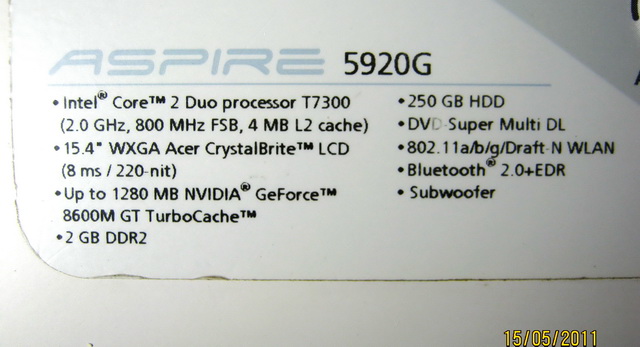 ASPIRE 5920G
• Intel® Core™ 2 Duo processor T7300
(2.0 GHz, 800 MHz FSB, 4 MB L2 cache)
• 15.4" WXGA Acer CrystalBrite™ LCD
(8 ms / 220-nit)
• Up to 1280 MB NVIDIA® GeForce™
8600M GT TurboCache™
• 2 GB DDR2
• 250 GB HDD
• DVD-Super Multi DL
• 802.11a/b/g/Draft-N WLAN
• Bluetooth® 2.0+EDR
• Subwoofer
15/05/2011